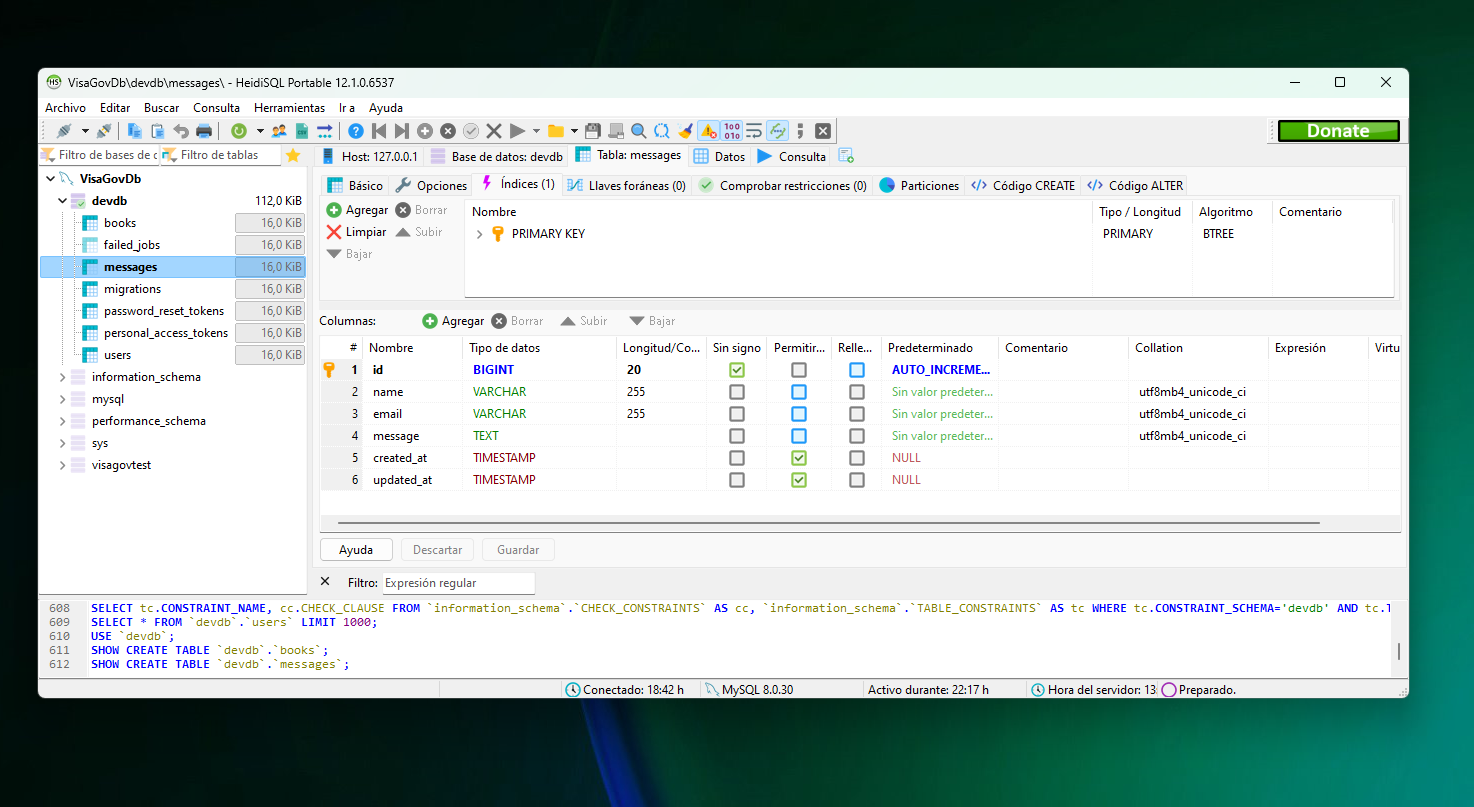 VisaGovDb\devdb\messages\ - HeidiSQL Portable 12.1.0.6537
Archivo Editar Buscar Consulta Herramientas Ir a Ayuda
Donate
Filtro de bases de d Filtro de tablas
Host: 127.0.0.1 Base de datos: devdb Tabla: messages Datos Consulta
VisaGovDb
devdb 112,0 KiB
books 16,0 KiB
failed_jobs 16,0 KiB
messages 16,0 KiB
migrations 16,0 KiB
password_reset_tokens 16,0 KiB
personal_access_tokens 16,0 KiB
users 16,0 KiB
information_schema
mysql
performance_schema
sys
visagovtest
Básico Opciones Índices (1) Llaves foráneas (0) Comprobar restricciones (0) Particiones Código CREATE Código ALTER
Agregar Borrar
Limpiar Subir
Bajar
Nombre Tipo / Longitud Algoritmo Comentario
PRIMARY KEY PRIMARY BTREE
Columnas: Agregar Borrar Subir Bajar
# Nombre Tipo de datos Longitud/Co... Sin signo Permitir... Relle... Predeterminado Comentario Collation Expresión Virtu
1 id BIGINT 20 AUTO_INCREME...
2 name VARCHAR 255 Sin valor predeter... utf8mb4_unicode_ci
3 email VARCHAR 255 Sin valor predeter... utf8mb4_unicode_ci
4 message TEXT Sin valor predeter... utf8mb4_unicode_ci
5 created_at TIMESTAMP NULL
6 updated_at TIMESTAMP NULL
Ayuda Descartar Guardar
Filtro: Expresión regular
608 SELECT tc.CONSTRAINT_NAME, cc.CHECK_CLAUSE FROM `information_schema`.`CHECK_CONSTRAINTS` AS cc, `information_schema`.`TABLE_CONSTRAINTS` AS tc WHERE tc.CONSTRAINT_SCHEMA='devdb' AND tc.T
609 SELECT * FROM `devdb`.`users` LIMIT 1000;
610 USE `devdb`;
611 SHOW CREATE TABLE `devdb`.`books`;
612 SHOW CREATE TABLE `devdb`.`messages`;
Conectado: 18:42 h MySQL 8.0.30 Activo durante: 22:17 h Hora del servidor: 13 Preparado.